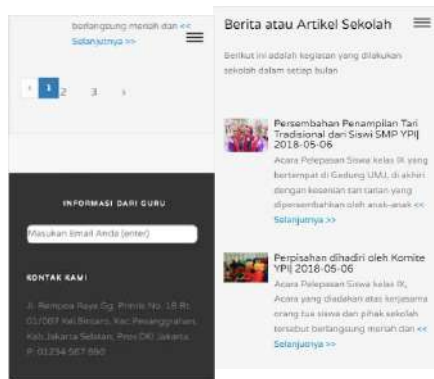 berlangsung meriah dan <<
Selanjutnya >>
‹ 1 2 3 ›
INFORMASI DARI GURU
Masukan Email Anda (enter)
KONTAK KAMI
Jl. Rempoa Raya Gg. No. 18 Rt.
01/007 Kel Bintaro, Kec Pesanggrahan,
Kab Jakarta Selatan, Prov DKI Jakarta
P: 01234 567 890
Berita atau Artikel Sekolah
Berikut ini adalah kegiatan yang dilakukan
sekolah dalam setiap bulan
Persembahan Penampilan Tari
Tradisional dari Siswi SMP YPI|
2018-05-06
Acara Pelepasan Siswa kelas IX yang
bertempat di Gedung UMJ, di akhiri
dengan kesenian tari tarian yang
dipersembahkan oleh anak-anak <<
Selanjutnya >>
Perpisahan dihadiri oleh Komite
YPI| 2018-05-06
Acara Pelepasan Siswa kelas IX,
Acara yang diadakan atas kerjasama
orang tua siswa dan pihak sekolah
tersebut berlangsung meriah dan <<
Selanjutnya >>